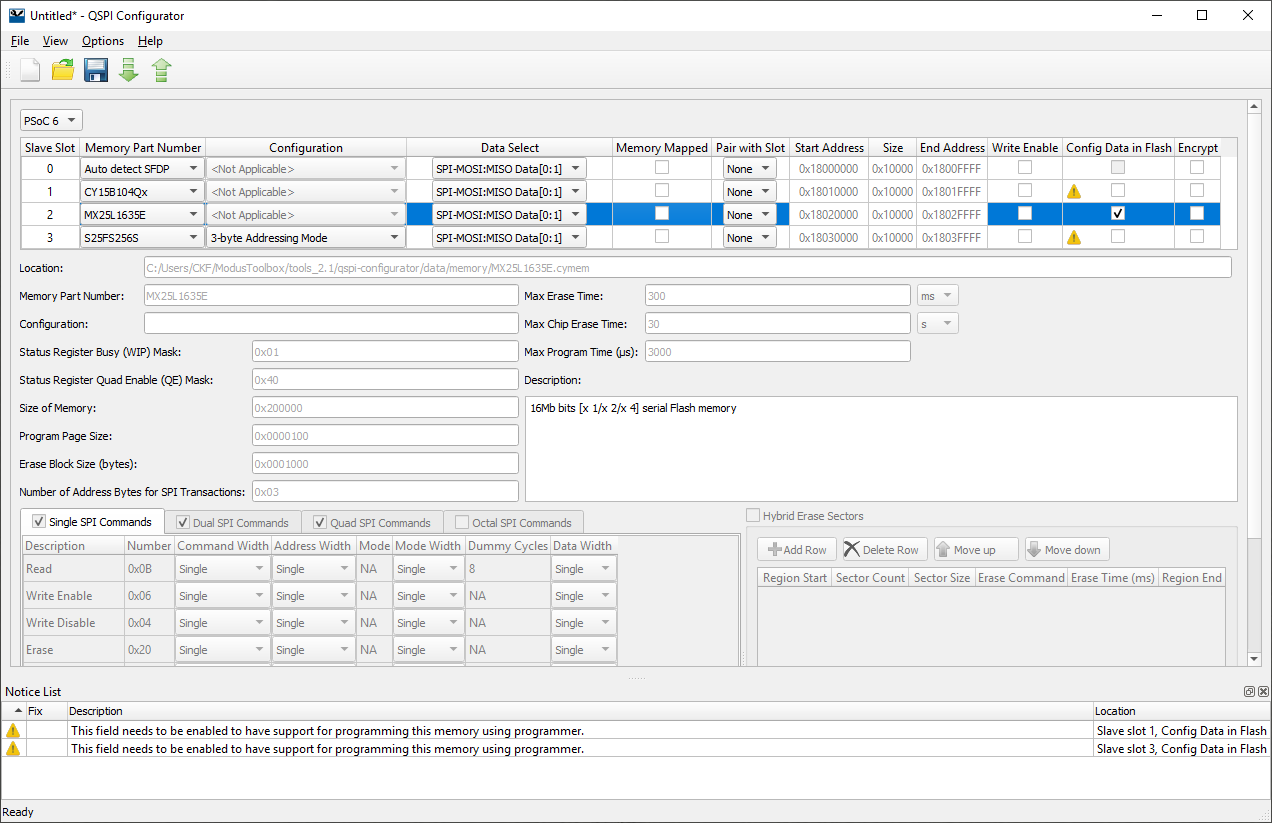 Untitled* - QSPI Configurator
File View Options Help
PSoC 6
Slave Slot Memory Part Number Configuration Data Select Memory Mapped Pair with Slot Start Address Size End Address Write Enable Config Data in Flash Encrypt
0 Auto detect SFDP <Not Applicable> SPI-MOSI:MISO Data[0:1] None 0x18000000 0x10000 0x1800FFFF
1 CY15B104Qx <Not Applicable> SPI-MOSI:MISO Data[0:1] None 0x18010000 0x10000 0x1801FFFF
2 MX25L1635E <Not Applicable> SPI-MOSI:MISO Data[0:1] None 0x18020000 0x10000 0x1802FFFF
3 S25FS256S 3-byte Addressing Mode SPI-MOSI:MISO Data[0:1] None 0x18030000 0x10000 0x1803FFFF
Location: C:/Users/CKF/ModusToolbox/tools_2.1/qspi-configurator/data/memory/MX25L1635E.cymem
Memory Part Number: MX25L1635E Max Erase Time: 300 ms
Configuration: Max Chip Erase Time: 30 s
Status Register Busy (WIP) Mask: 0x01 Max Program Time (µs): 3000
Status Register Quad Enable (QE) Mask: 0x40 Description:
Size of Memory: 0x200000 16Mb bits [x 1/x 2/x 4] serial Flash memory
Program Page Size: 0x0000100
Erase Block Size (bytes): 0x0001000
Number of Address Bytes for SPI Transactions: 0x03
Single SPI Commands Dual SPI Commands Quad SPI Commands Octal SPI Commands Hybrid Erase Sectors
Description Number Command Width Address Width Mode Mode Width Dummy Cycles Data Width Add Row Delete Row Move up Move down
Read 0x0B Single Single NA Single 8 Single Region Start Sector Count Sector Size Erase Command Erase Time (ms) Region End
Write Enable 0x06 Single Single NA Single NA Single
Write Disable 0x04 Single Single NA Single NA Single
Erase 0x20 Single Single NA Single NA Single
Notice List
Fix Description Location
This field needs to be enabled to have support for programming this memory using programmer. Slave slot 1, Config Data in Flash
This field needs to be enabled to have support for programming this memory using programmer. Slave slot 3, Config Data in Flash
Ready